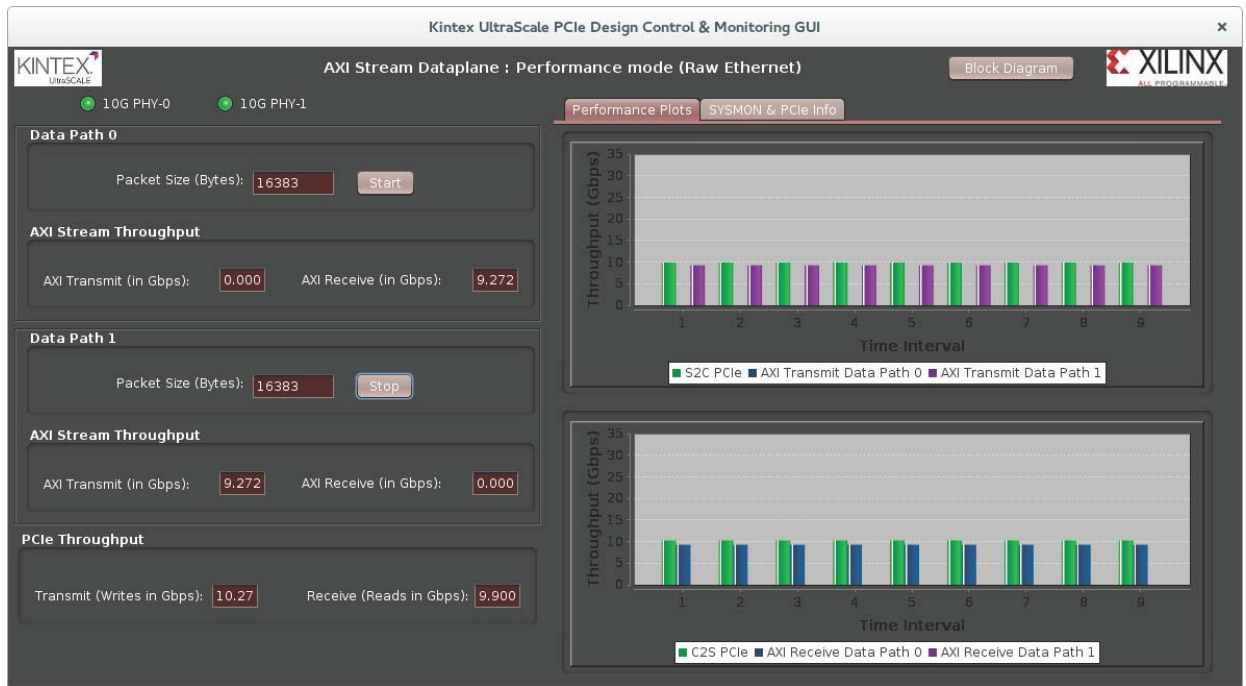 Kintex UltraScale PCIe Design Control & Monitoring GUI ×
KINTEX
UltraSCALE
AXI Stream Dataplane : Performance mode (Raw Ethernet)
Block Diagram
XILINX
ALL PROGRAMMABLE
10G PHY-0 10G PHY-1
Data Path 0
Packet Size (Bytes): 16383 Start
AXI Stream Throughput
AXI Transmit (in Gbps): 0.000 AXI Receive (in Gbps): 9.272
Data Path 1
Packet Size (Bytes): 16383 Stop
AXI Stream Throughput
AXI Transmit (in Gbps): 9.272 AXI Receive (in Gbps): 0.000
PCIe Throughput
Transmit (Writes in Gbps): 10.27 Receive (Reads in Gbps): 9.900
Performance Plots SYSMON & PCIe Info
Throughput (Gbps)
35
30
25
20
15
10
5
0
1 2 3 4 5 6 7 8 9
Time Interval
S2C PCIe AXI Transmit Data Path 0 AXI Transmit Data Path 1
Throughput (Gbps)
35
30
25
20
15
10
5
0
1 2 3 4 5 6 7 8 9
Time Interval
C2S PCIe AXI Receive Data Path 0 AXI Receive Data Path 1